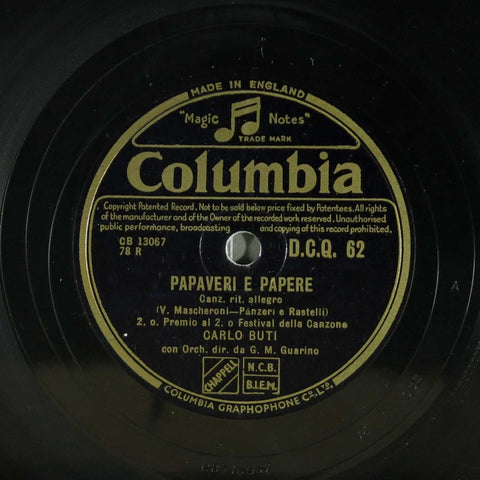 MADE IN ENGLAND
"Magic Notes"
TRADE MARK
Columbia
Copyright Patented Record. Not to be sold below price fixed by Patentees. All rights
of the manufacturer and of the Owner of the recorded work reserved. Unauthorised
public performance, broadcasting and copying of this record prohibited.
CB 13067
78 R
D.C.Q. 62
PAPAVERI E PAPERE
Canz. rit. allegro
(V. Mascheroni—Panzeri e Rastelli)
2. o. Premio al 2. o Festival della Canzone
CARLO BUTI
con Orch. dir. da G. M. Guarino
CHAPPELL
N.C.B.
B.I.E.M.
COLUMBIA GRAPHOPHONE Co. LTD.